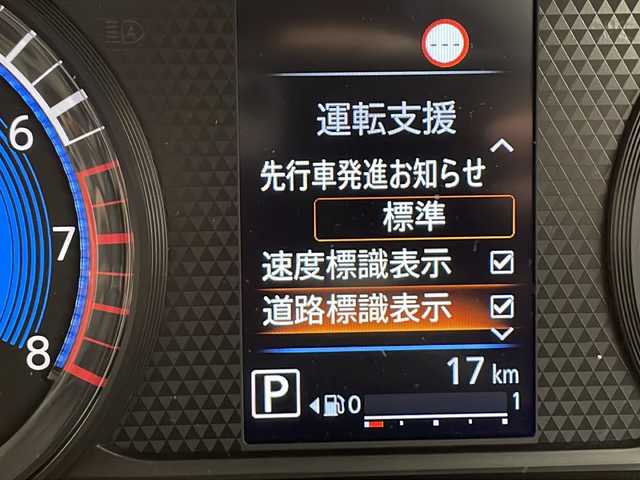 ---
運転支援
先行車発進お知らせ
標準
速度標識表示
道路標識表示
6
7
8
17 km
P
0 1
A